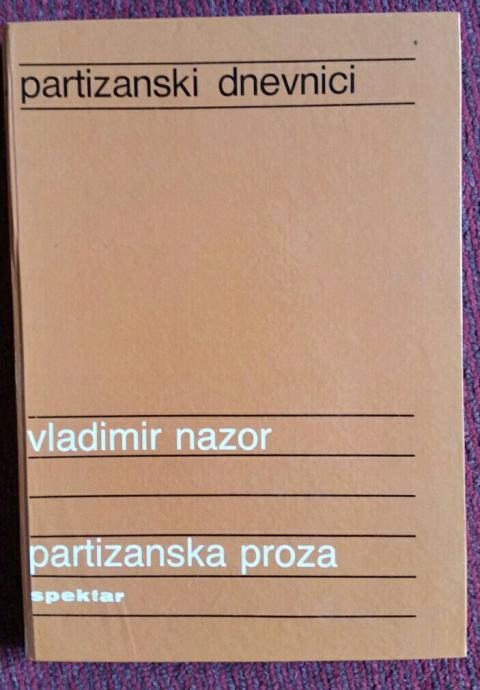 partizanski dnevnici
vladimir nazor
partizanska proza
spektar